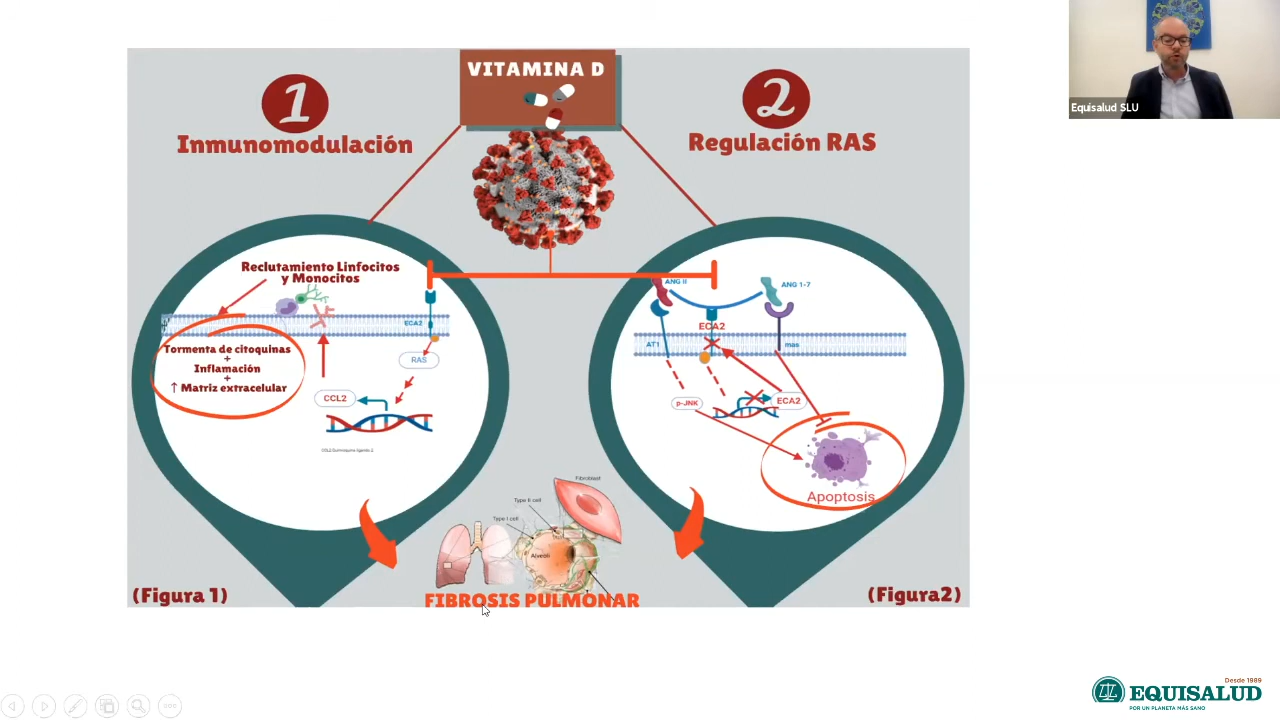 VITAMINA D
1
Inmunomodulación
2
Regulación RAS
Equisalud SLU
Reclutamiento Linfocitos
y Monocitos
ECA2
RAS
CCL2
Tormenta de citoquinas
+
Inflamación
+
↑ Matriz extracelular
ANG II
ANG 1-7
ECA2
AT1
mas
p-JNK
ECA2
Apoptosis
Fibroblast
Type II cell
Type I cell
Alveoli
FIBROSIS PULMONAR
(Figura 1)
(Figura2)
Desde 1989
EQUISALUD
POR UN PLANETA MÁS SANO